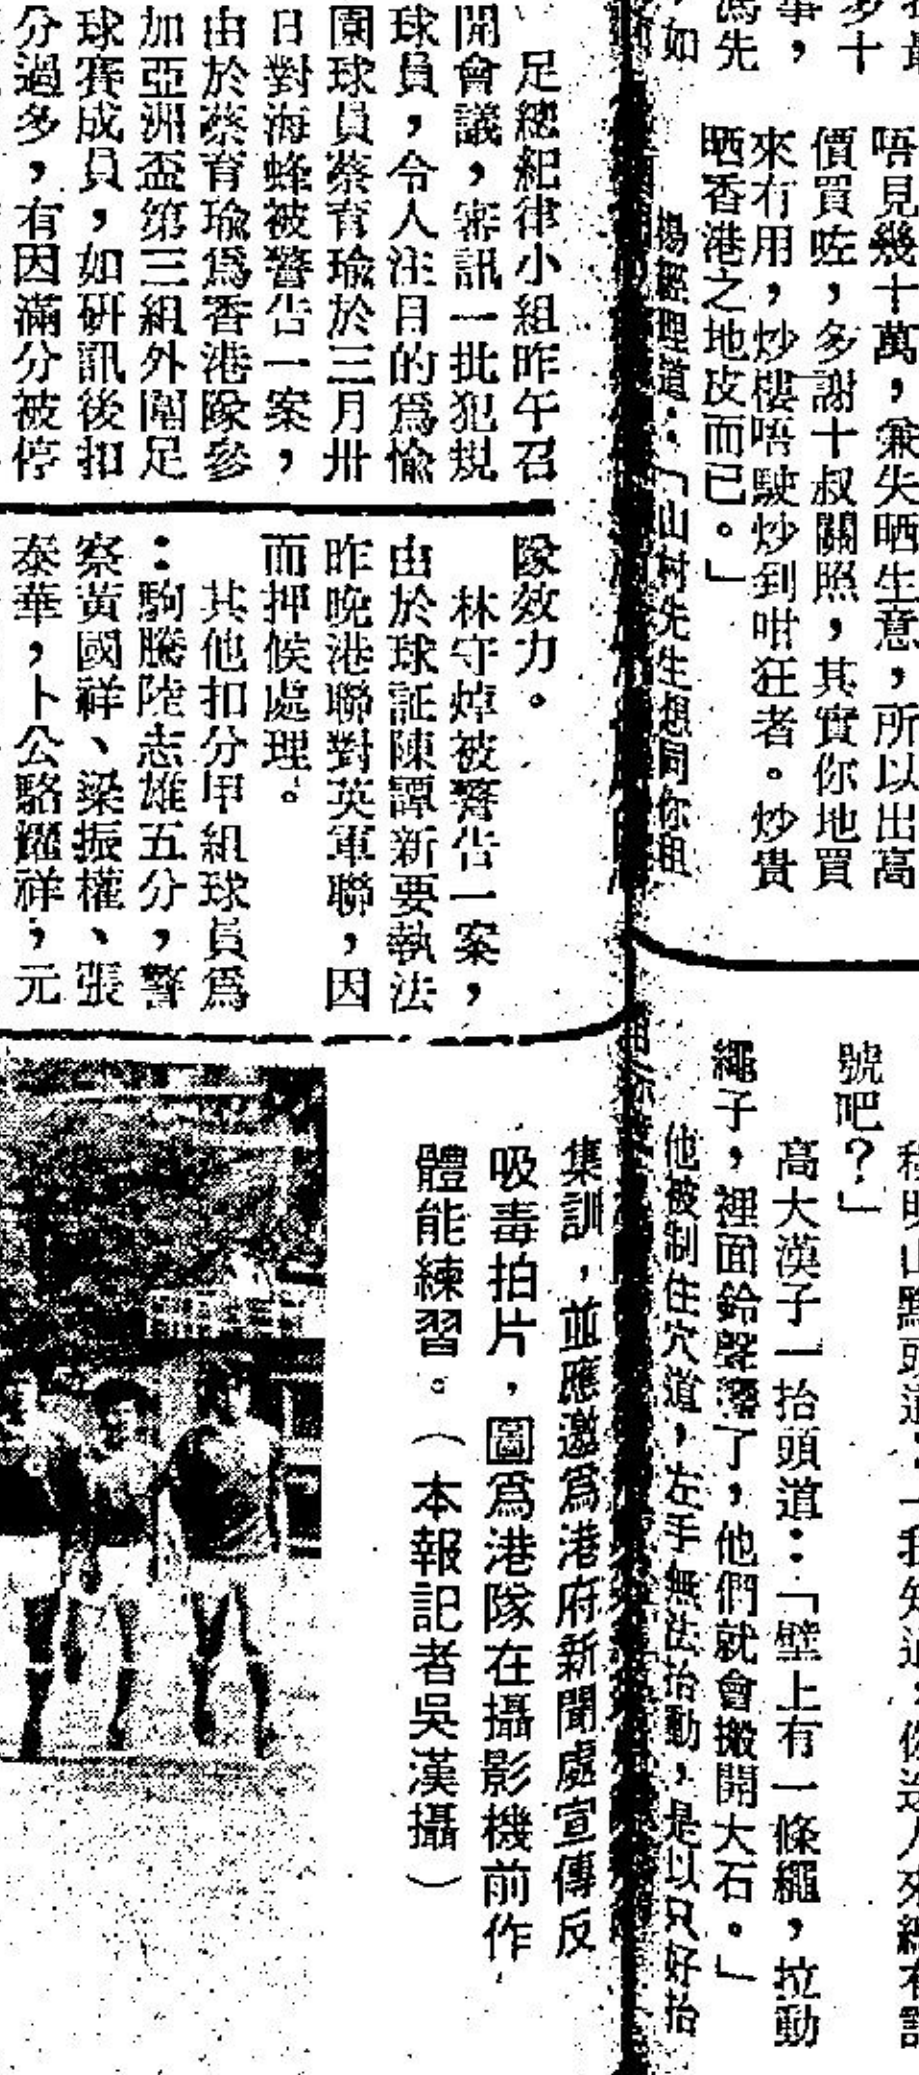 唔見幾十萬，兼失晒生意，所以出高
價買咗，多謝十叔關照，其實你地買
來冇用，炒樓唔駛炒到咁狂者。炒貴
晒香港之地皮而已。」
楊經理道：「山村先生想同你租
足總紀律小組昨午召
開會議，審訊一批犯規
球員，令人注目的爲愉
園球員蔡育瑜於三月卅
日對海蜂被警告一案，
由於蔡育瑜爲香港隊參
加亞洲盃第三組外圍足
球賽成員，如研訊後扣
分過多，有因滿分被停
隊效力。
林守焯被警告一案，
由於球証陳譚新要執法
昨晚港聯對英軍聯，因
而押候處理。
其他扣分甲組球員爲
：駒騰陸志雄五分，警
察黃國祥、梁振權、張
泰華，卜公駱耀祥，元
號吧？」
高大漢子一抬頭道：「壁上有一條繩，拉動
繩子，裡面鈴聲響了，他們就會搬開大石。」
他被制住穴道，左手無法抬動，是以只好抬
集訓，並應邀爲港府新聞處宣傳反
吸毒拍片，圖爲港隊在攝影機前作
體能練習。（本報記者吳漢攝）